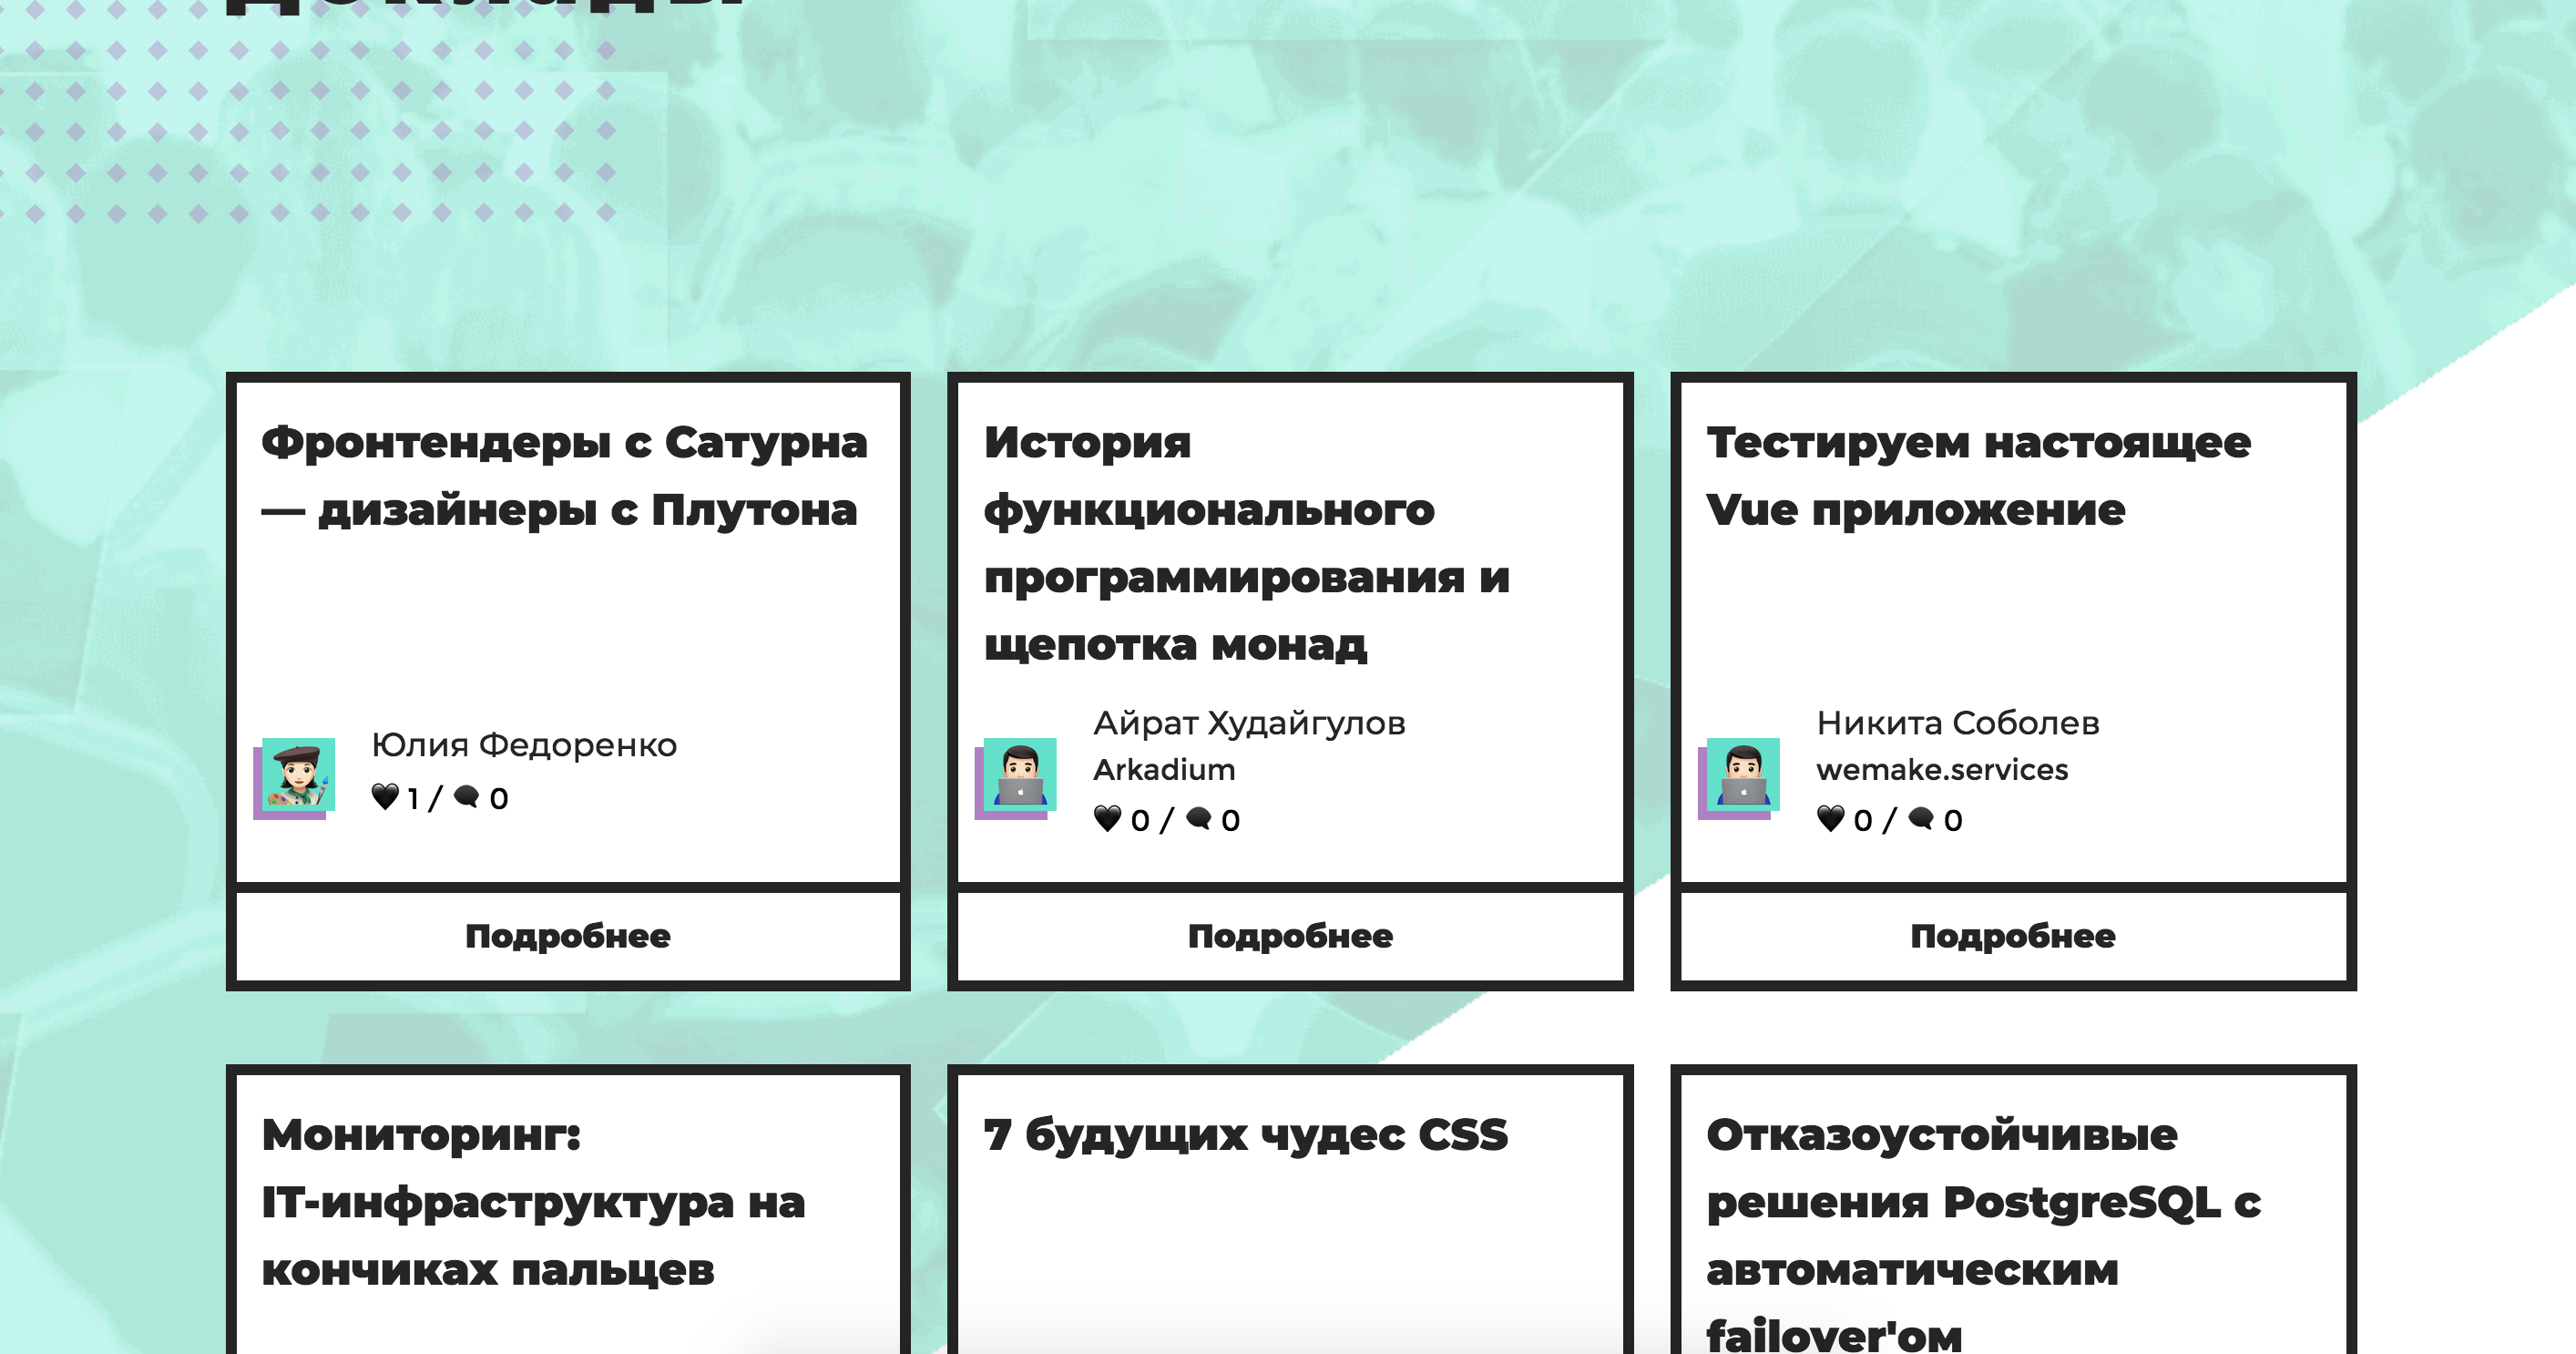 Доклады
Фронтендеры с Сатурна
— дизайнеры с Плутона
Юлия Федоренко
1 / 0
Подробнее
История
функционального
программирования и
щепотка монад
Айрат Худайгулов
Arkadium
0 / 0
Подробнее
Тестируем настоящее
Vue приложение
Никита Соболев
wemake.services
0 / 0
Подробнее
Мониторинг:
IT-инфраструктура на
кончиках пальцев
7 будущих чудес CSS
Отказоустойчивые
решения PostgreSQL с
автоматическим
failover'ом